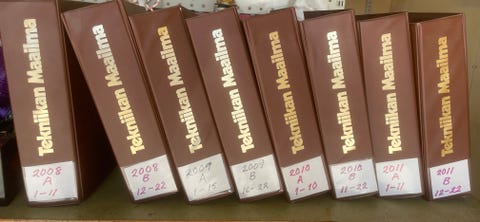 Tekniikan Maailma
2008
A
1-11
Tekniikan Maailma
2008
B
12-22
Tekniikan Maailma
2009
A
1-15
Tekniikan Maailma
2009
B
16-22
Tekniikan Maailma
2010
A
1-10
Tekniikan Maailma
2010
B
11-22
Tekniikan Maailma
2011
A
1-11
Tekniikan Maailma
2011
B
12-22